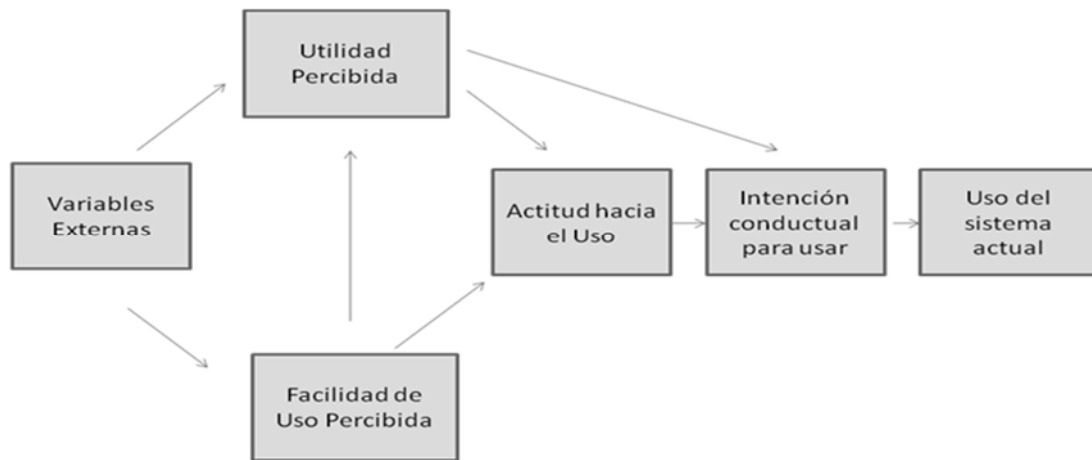 Utilidad
Percibida
Variables
Externas
Actitud hacia
el Uso
Intención
conductual
para usar
Uso del
sistema
actual
Facilidad de
Uso Percibida